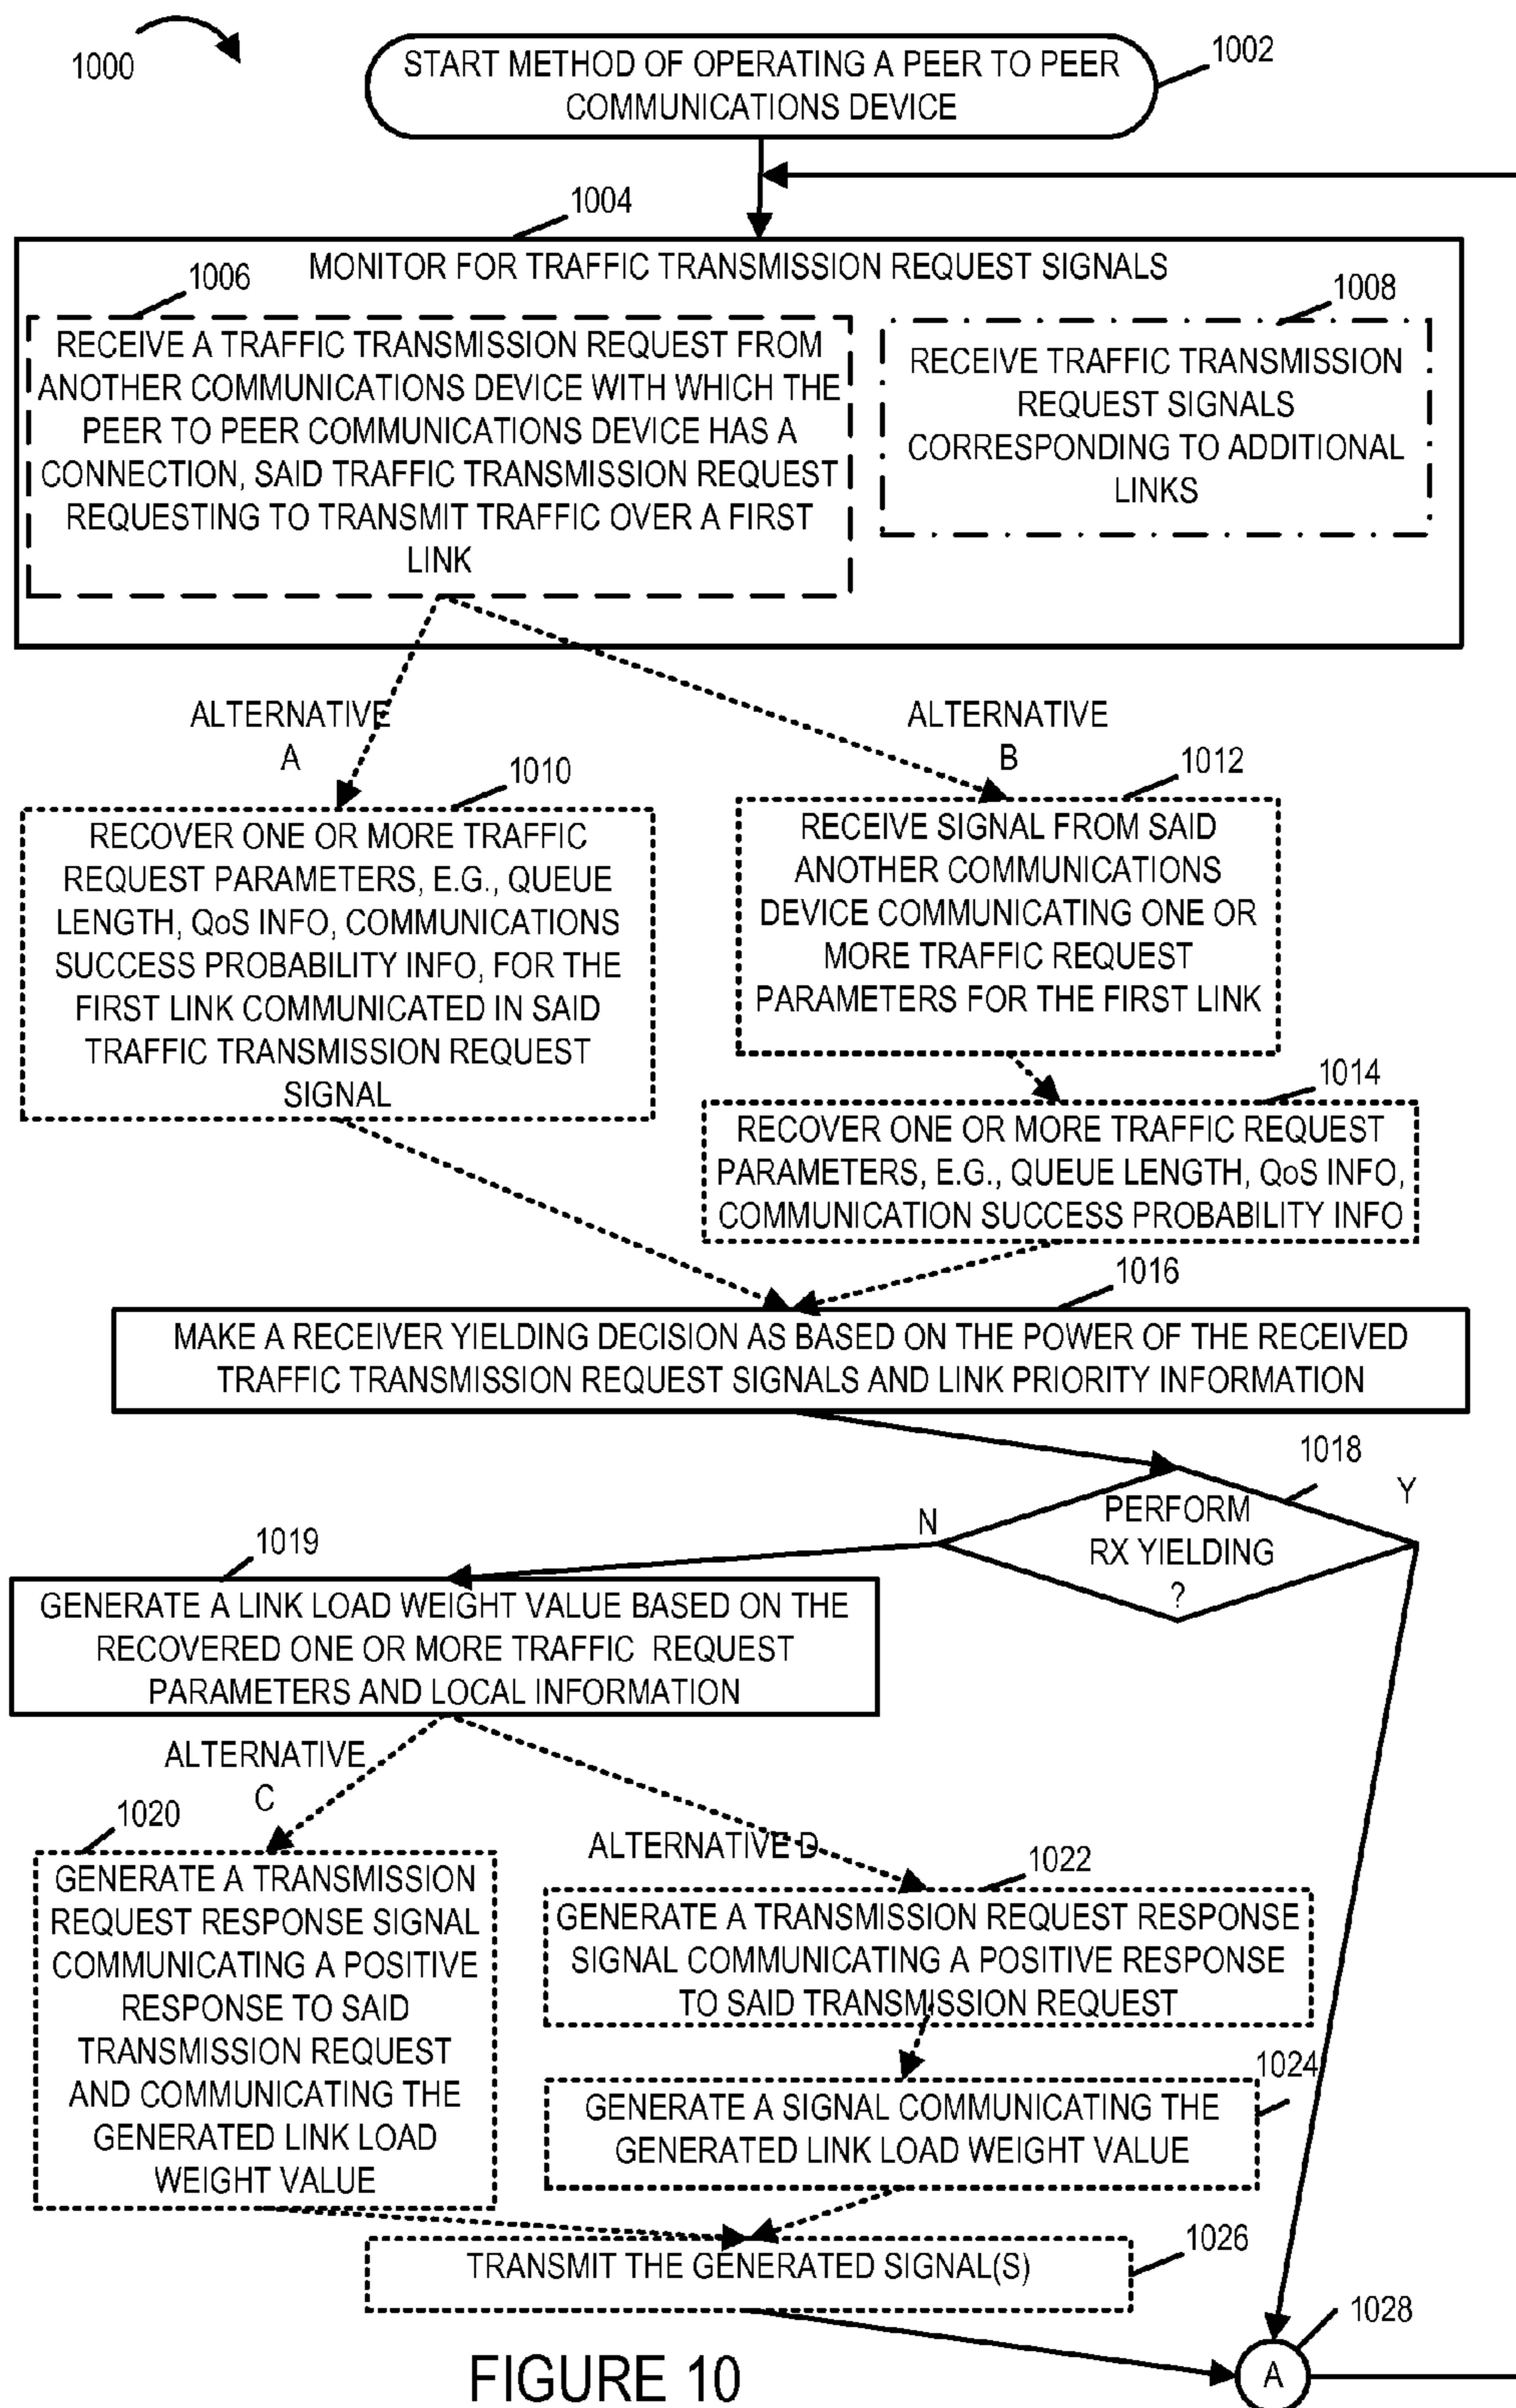 1000
START METHOD OF OPERATING A PEER TO PEER
COMMUNICATIONS DEVICE
1002
1004
MONITOR FOR TRAFFIC TRANSMISSION REQUEST SIGNALS
1006
RECEIVE A TRAFFIC TRANSMISSION REQUEST FROM
ANOTHER COMMUNICATIONS DEVICE WITH WHICH THE
PEER TO PEER COMMUNICATIONS DEVICE HAS A
CONNECTION, SAID TRAFFIC TRANSMISSION REQUEST
REQUESTING TO TRANSMIT TRAFFIC OVER A FIRST
LINK
1008
RECEIVE TRAFFIC TRANSMISSION
REQUEST SIGNALS
CORRESPONDING TO ADDITIONAL
LINKS
ALTERNATIVE
A
ALTERNATIVE
B
1010
RECOVER ONE OR MORE TRAFFIC
REQUEST PARAMETERS, E.G., QUEUE
LENGTH, QoS INFO, COMMUNICATIONS
SUCCESS PROBABILITY INFO, FOR THE
FIRST LINK COMMUNICATED IN SAID
TRAFFIC TRANSMISSION REQUEST
SIGNAL
1012
RECEIVE SIGNAL FROM SAID
ANOTHER COMMUNICATIONS
DEVICE COMMUNICATING ONE OR
MORE TRAFFIC REQUEST
PARAMETERS FOR THE FIRST LINK
1014
RECOVER ONE OR MORE TRAFFIC REQUEST
PARAMETERS, E.G., QUEUE LENGTH, QoS INFO,
COMMUNICATION SUCCESS PROBABILITY INFO
1016
MAKE A RECEIVER YIELDING DECISION AS BASED ON THE POWER OF THE RECEIVED
TRAFFIC TRANSMISSION REQUEST SIGNALS AND LINK PRIORITY INFORMATION
1018
PERFORM
RX YIELDING
?
N
Y
1019
GENERATE A LINK LOAD WEIGHT VALUE BASED ON THE
RECOVERED ONE OR MORE TRAFFIC REQUEST
PARAMETERS AND LOCAL INFORMATION
ALTERNATIVE
C
ALTERNATIVE D
1020
GENERATE A TRANSMISSION
REQUEST RESPONSE SIGNAL
COMMUNICATING A POSITIVE
RESPONSE TO SAID
TRANSMISSION REQUEST
AND COMMUNICATING THE
GENERATED LINK LOAD
WEIGHT VALUE
1022
GENERATE A TRANSMISSION REQUEST RESPONSE
SIGNAL COMMUNICATING A POSITIVE RESPONSE
TO SAID TRANSMISSION REQUEST
1024
GENERATE A SIGNAL COMMUNICATING THE
GENERATED LINK LOAD WEIGHT VALUE
1026
TRANSMIT THE GENERATED SIGNAL(S)
1028
A
FIGURE 10